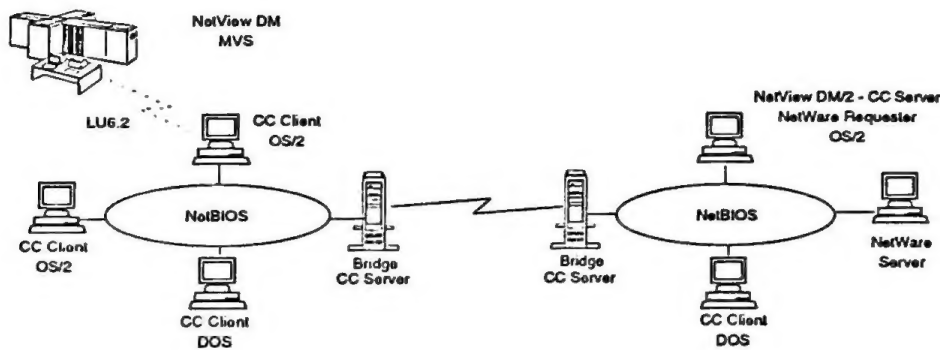 NetView DM
MVS
LU6.2
CC Client
OS/2
NetView DM/2 - CC Server
NetWare Requester
OS/2
CC Client
OS/2
NetBIOS
Bridge
CC Server
Bridge
CC Server
NetBIOS
NetWare
Server
CC Client
DOS
CC Client
DOS